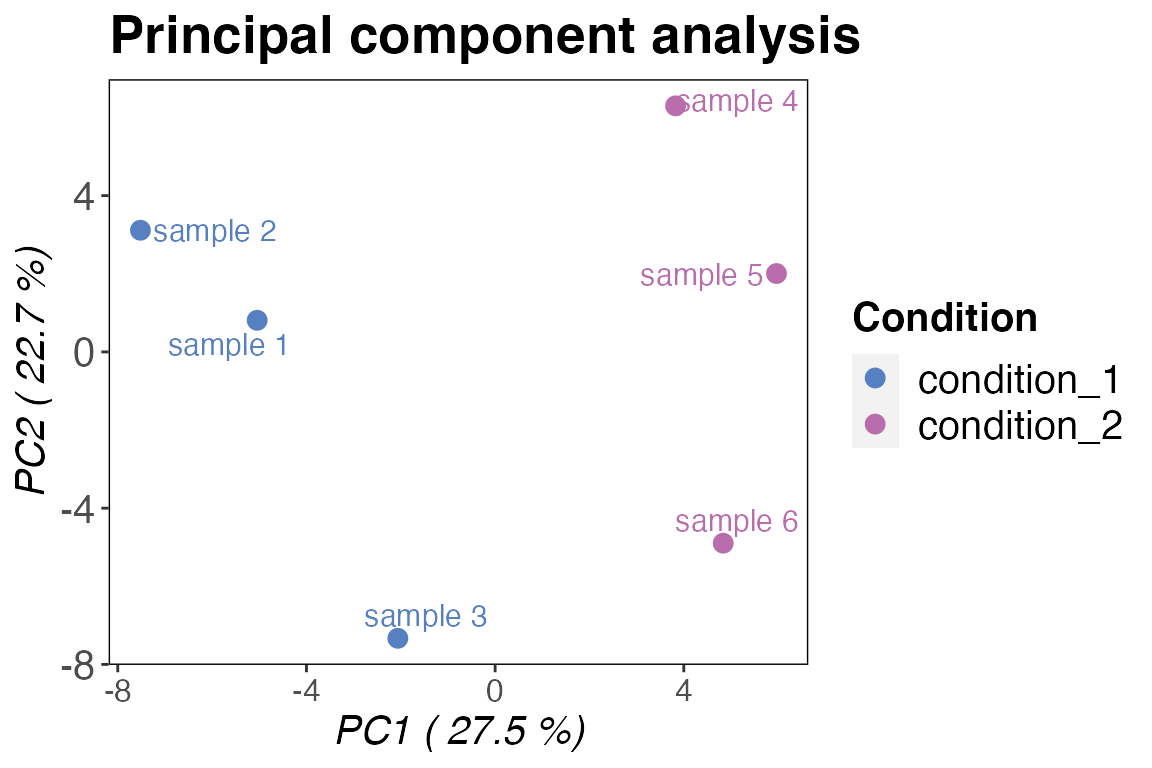 Principal component analysis
sample 4
4
sample 2
sample 5
Condition
sample 1
0
condition_1
condition_2
PC2 ( 22.7 %)
-4
sample 6
sample 3
-8
-8 -4 0 4
PC1 ( 27.5 %)